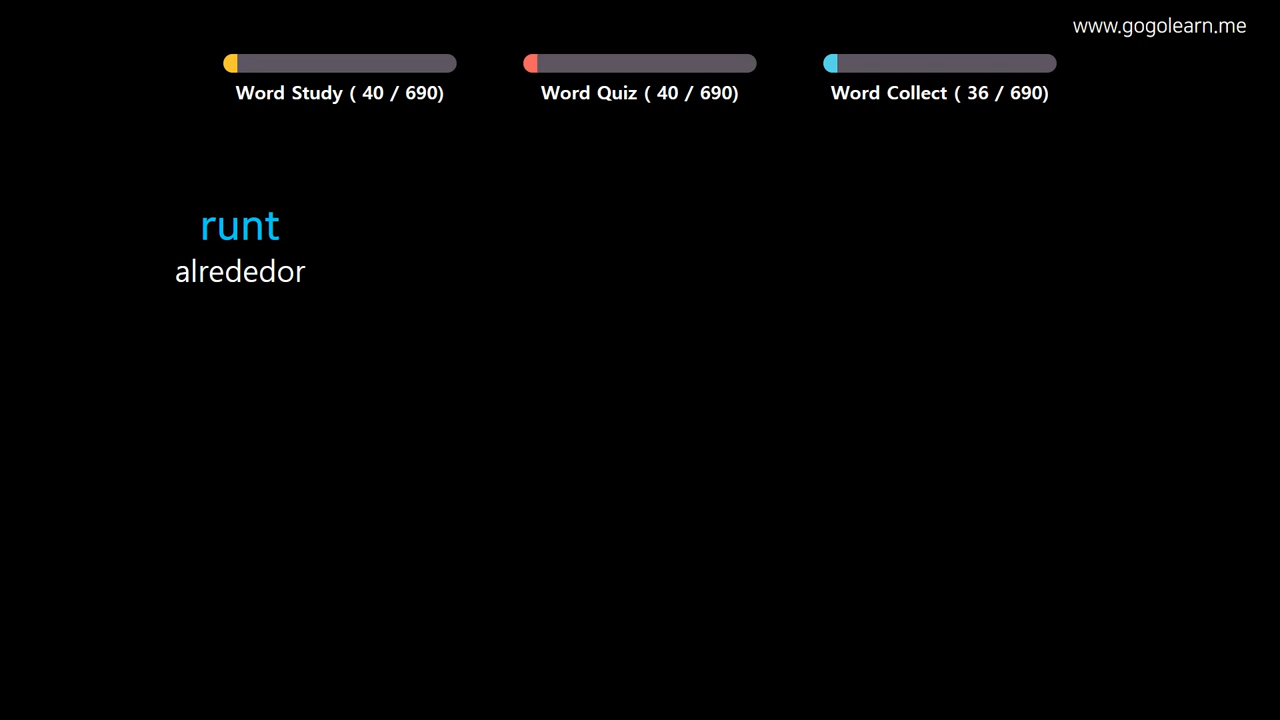 www.gogolearn.me
Word Study ( 40 / 690)
Word Quiz ( 40 / 690)
Word Collect ( 36 / 690)
runt
alrededor